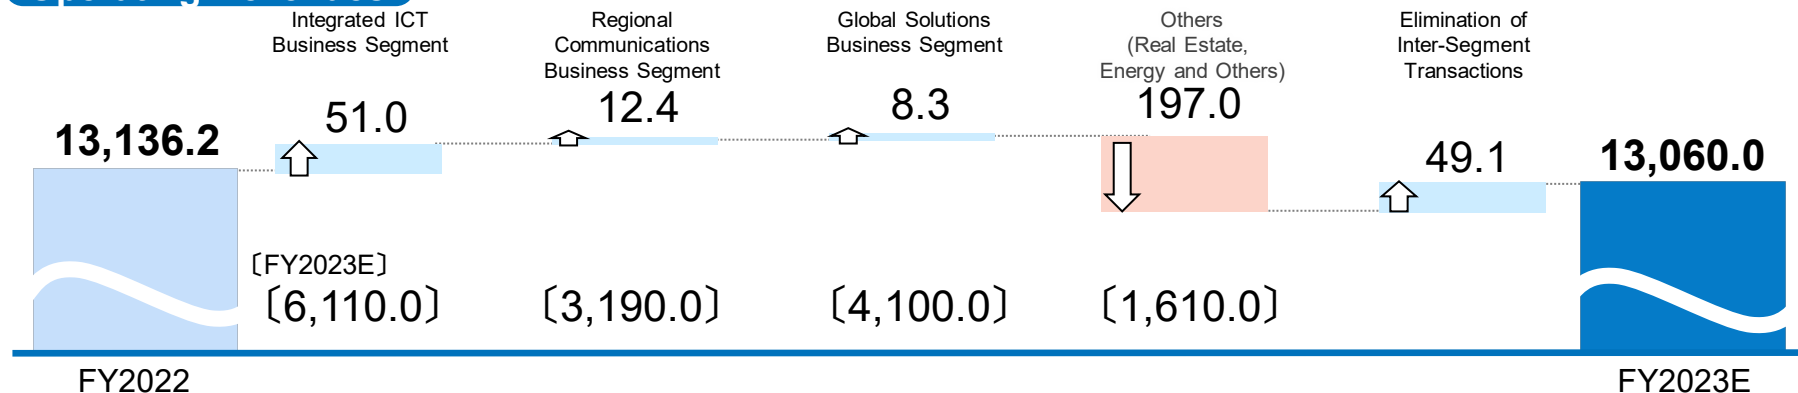 Integrated ICT
Business Segment
Regional
Communications
Business Segment
Global Solutions
Business Segment
Others
(Real Estate,
Energy and Others)
Elimination of
Inter-Segment
Transactions
13,136.2
51.0
12.4
8.3
197.0
49.1
13,060.0
〔FY2023E〕
〔6,110.0〕
〔3,190.0〕
〔4,100.0〕
〔1,610.0〕
FY2022
FY2023E